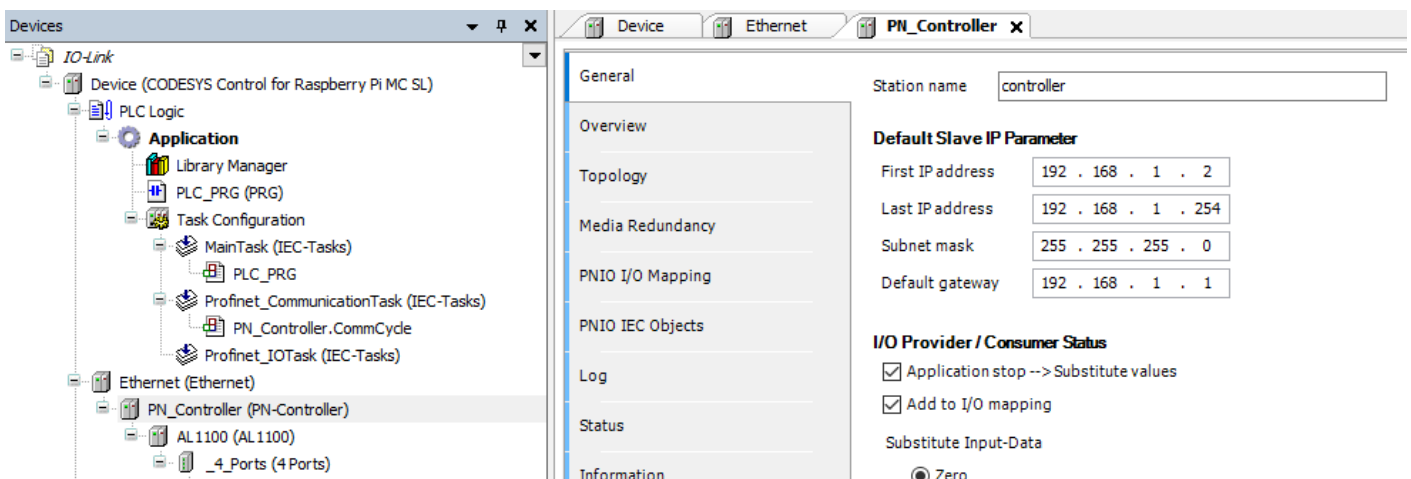 Devices
IO-Link
Device (CODESYS Control for Raspberry Pi MC SL)
PLC Logic
Application
Library Manager
PLC_PRG (PRG)
Task Configuration
MainTask (IEC-Tasks)
PLC_PRG
Profinet_CommunicationTask (IEC-Tasks)
PN_Controller.CommCycle
Profinet_IOTask (IEC-Tasks)
Ethernet (Ethernet)
PN_Controller (PN-Controller)
AL1100 (AL1100)
_4_Ports (4 Ports)
Device
Ethernet
PN_Controller
General
Overview
Topology
Media Redundancy
PNIO I/O Mapping
PNIO IEC Objects
Log
Status
Information
Station name controller
Default Slave IP Parameter
First IP address 192 . 168 . 1 . 2
Last IP address 192 . 168 . 1 . 254
Subnet mask 255 . 255 . 255 . 0
Default gateway 192 . 168 . 1 . 1
I/O Provider / Consumer Status
Application stop --> Substitute values
Add to I/O mapping
Substitute Input-Data
Zero